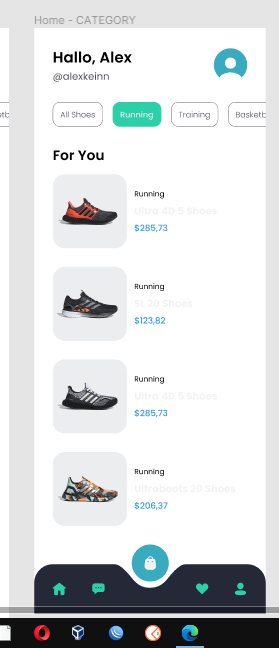 Home - CATEGORY
Hallo, Alex
@alexkeinn
All Shoes
Running
Training
Basketb
For You
Running
Ultra 4D 5 Shoes
$285,73
Running
SL 20 Shoes
$123,82
Running
Ultra 4D 5 Shoes
$285,73
Running
Ultraboots 20 Shoes
$206,37